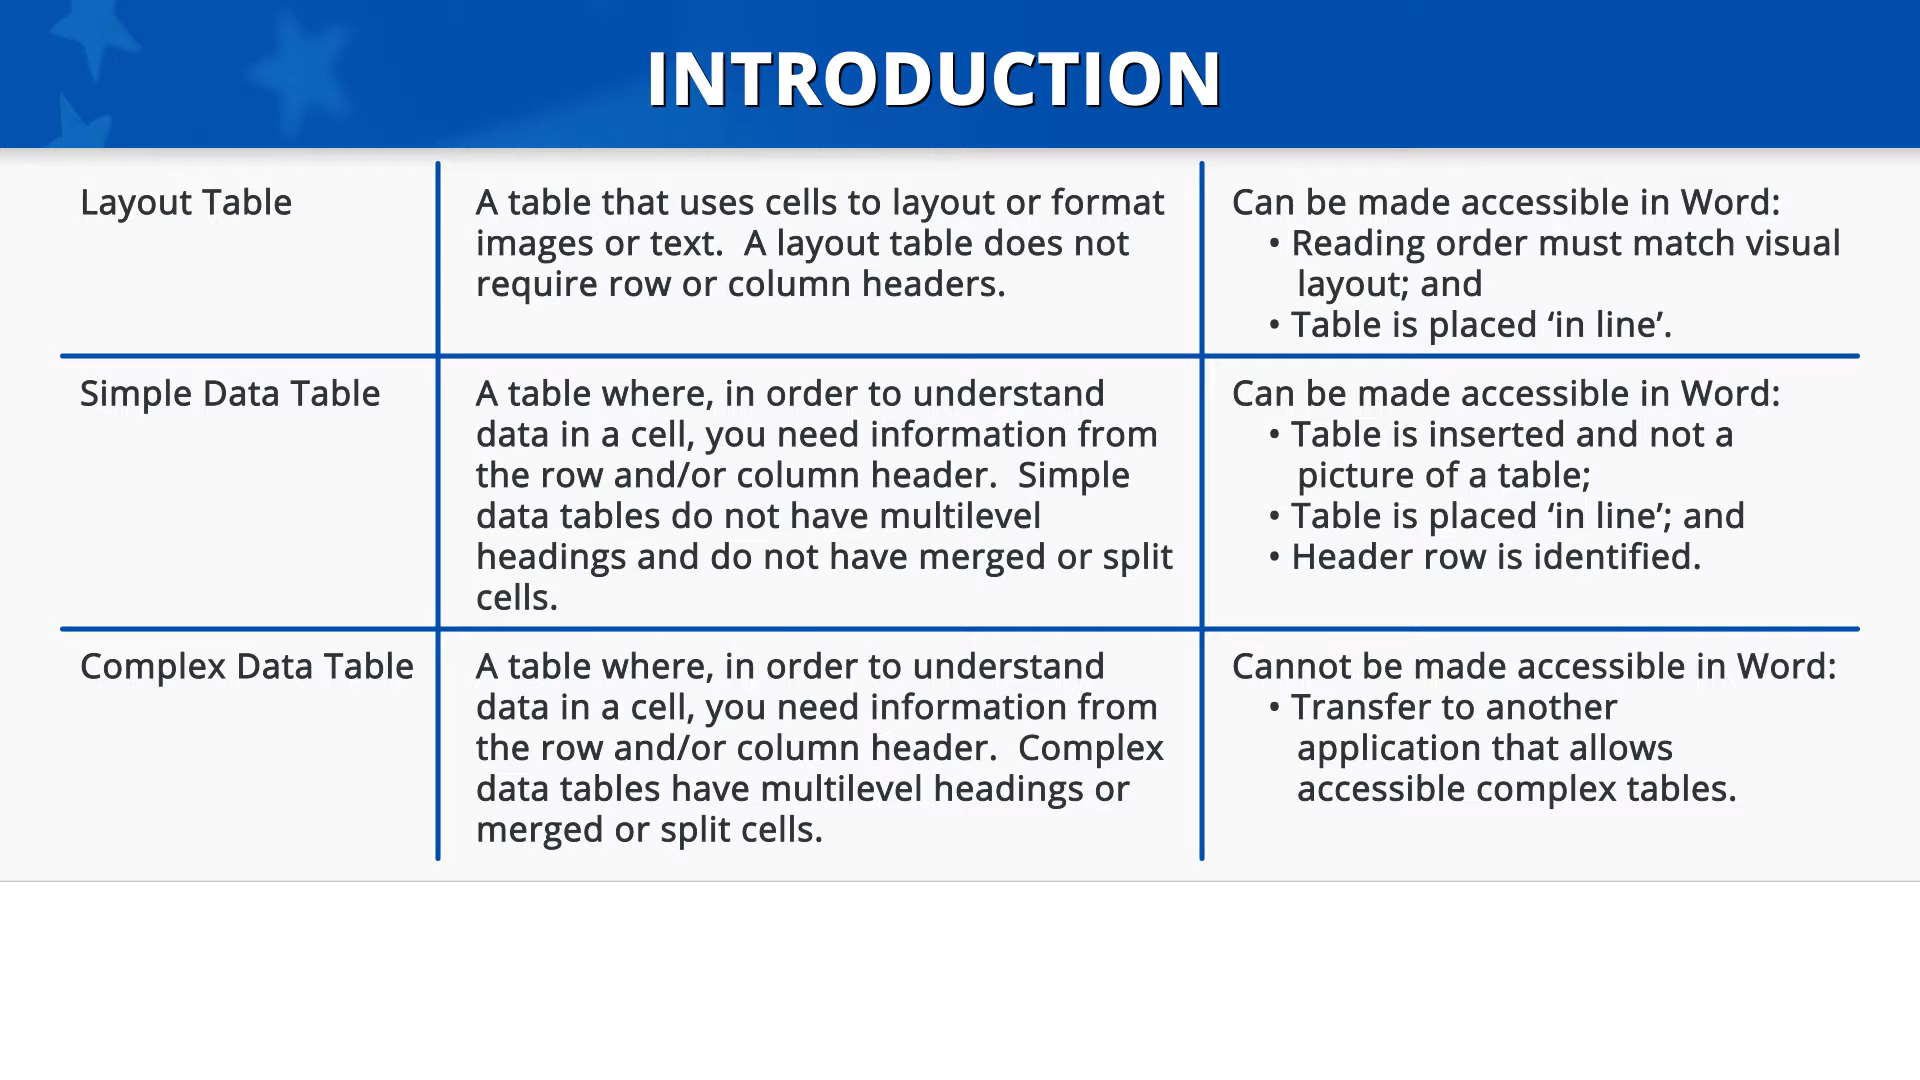 INTRODUCTION
Layout Table
A table that uses cells to layout or format
images or text.  A layout table does not
require row or column headers.
Can be made accessible in Word:
• Reading order must match visual
layout; and
• Table is placed ‘in line’.
Simple Data Table
A table where, in order to understand
data in a cell, you need information from
the row and/or column header.  Simple
data tables do not have multilevel
headings and do not have merged or split
cells.
Can be made accessible in Word:
• Table is inserted and not a
picture of a table;
• Table is placed ‘in line’; and
• Header row is identified.
Complex Data Table
A table where, in order to understand
data in a cell, you need information from
the row and/or column header.  Complex
data tables have multilevel headings or
merged or split cells.
Cannot be made accessible in Word:
• Transfer to another
application that allows
accessible complex tables.